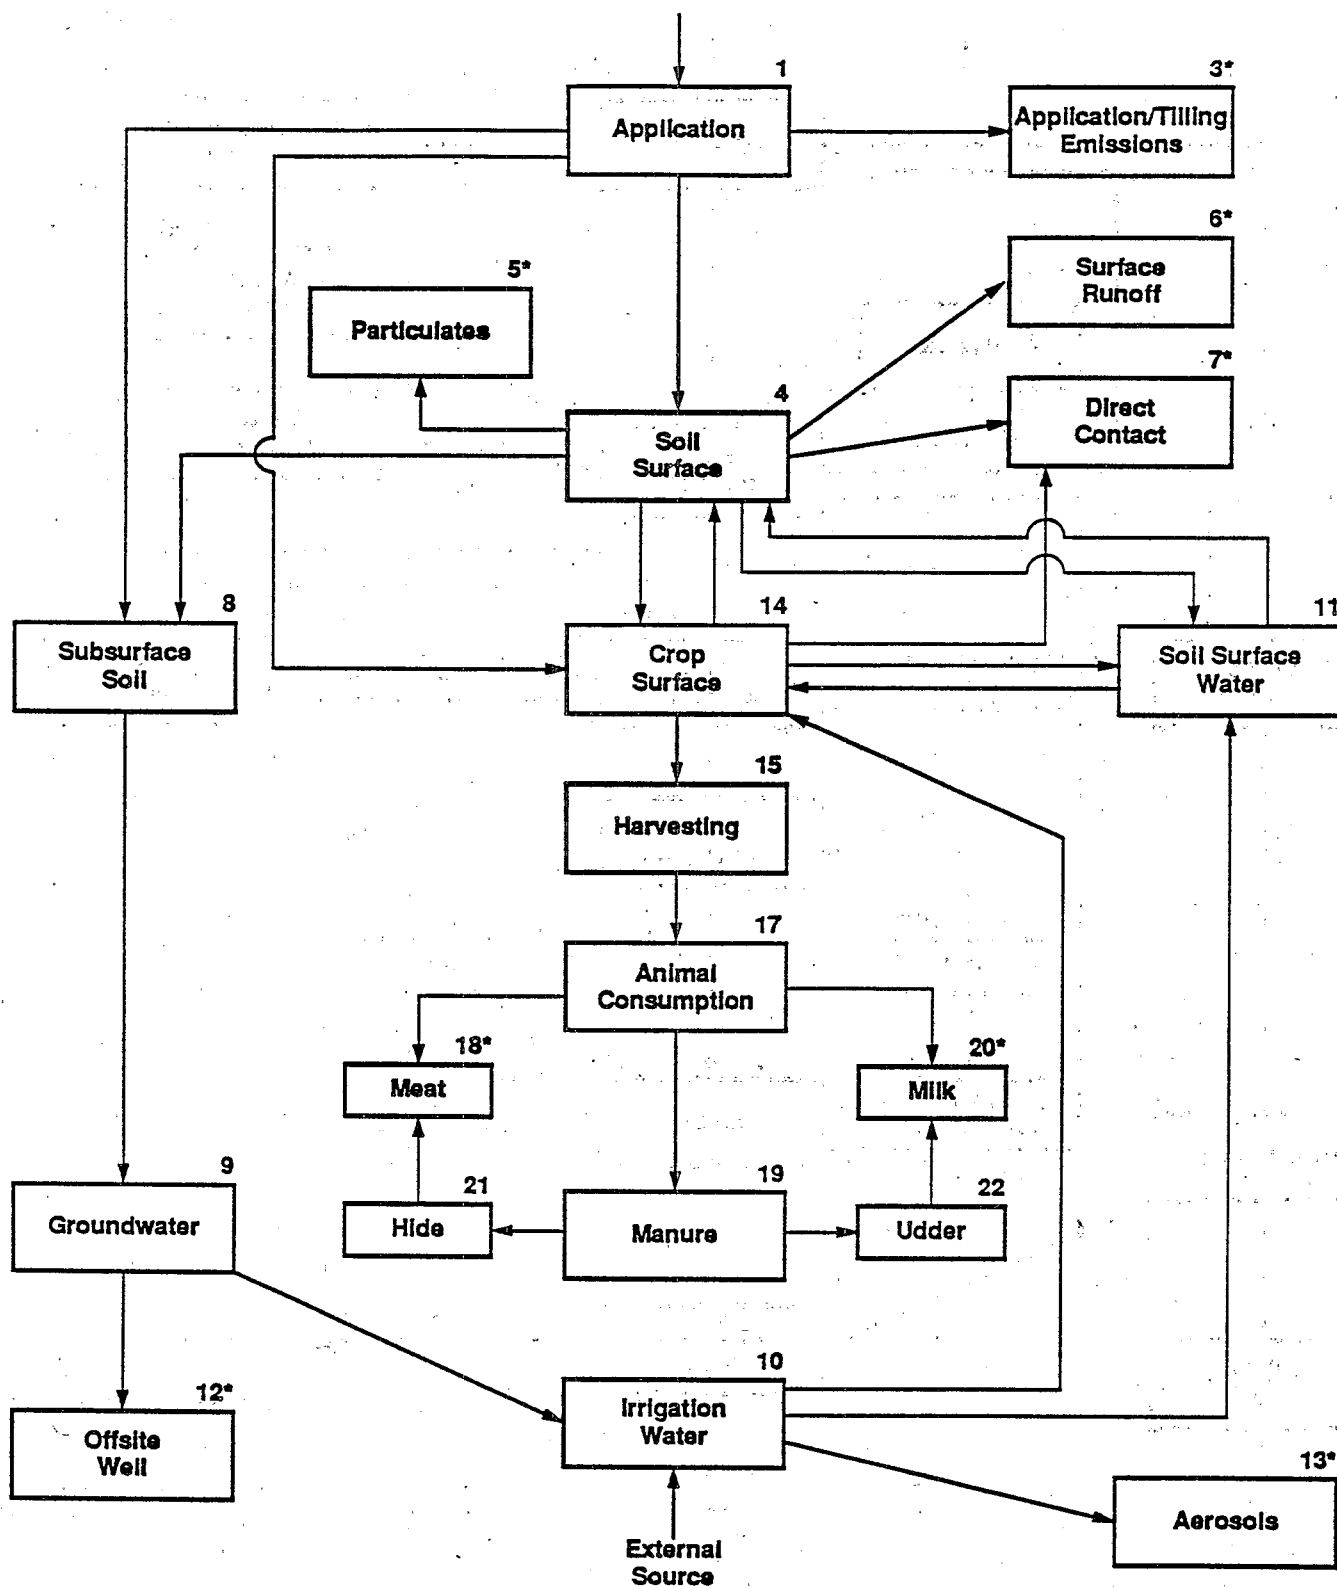 1
Application
3*
Application/Tilling
Emissions
6*
Surface
Runoff
5*
Particulates
7*
Direct
Contact
4
Soil
Surface
8
Subsurface
Soil
14
Crop
Surface
11
Soil Surface
Water
15
Harvesting
17
Animal
Consumption
18*
Meat
20*
Milk
9
Groundwater
21
Hide
19
Manure
22
Udder
12*
Offsite
Well
10
Irrigation
Water
13*
Aerosols
External
Source